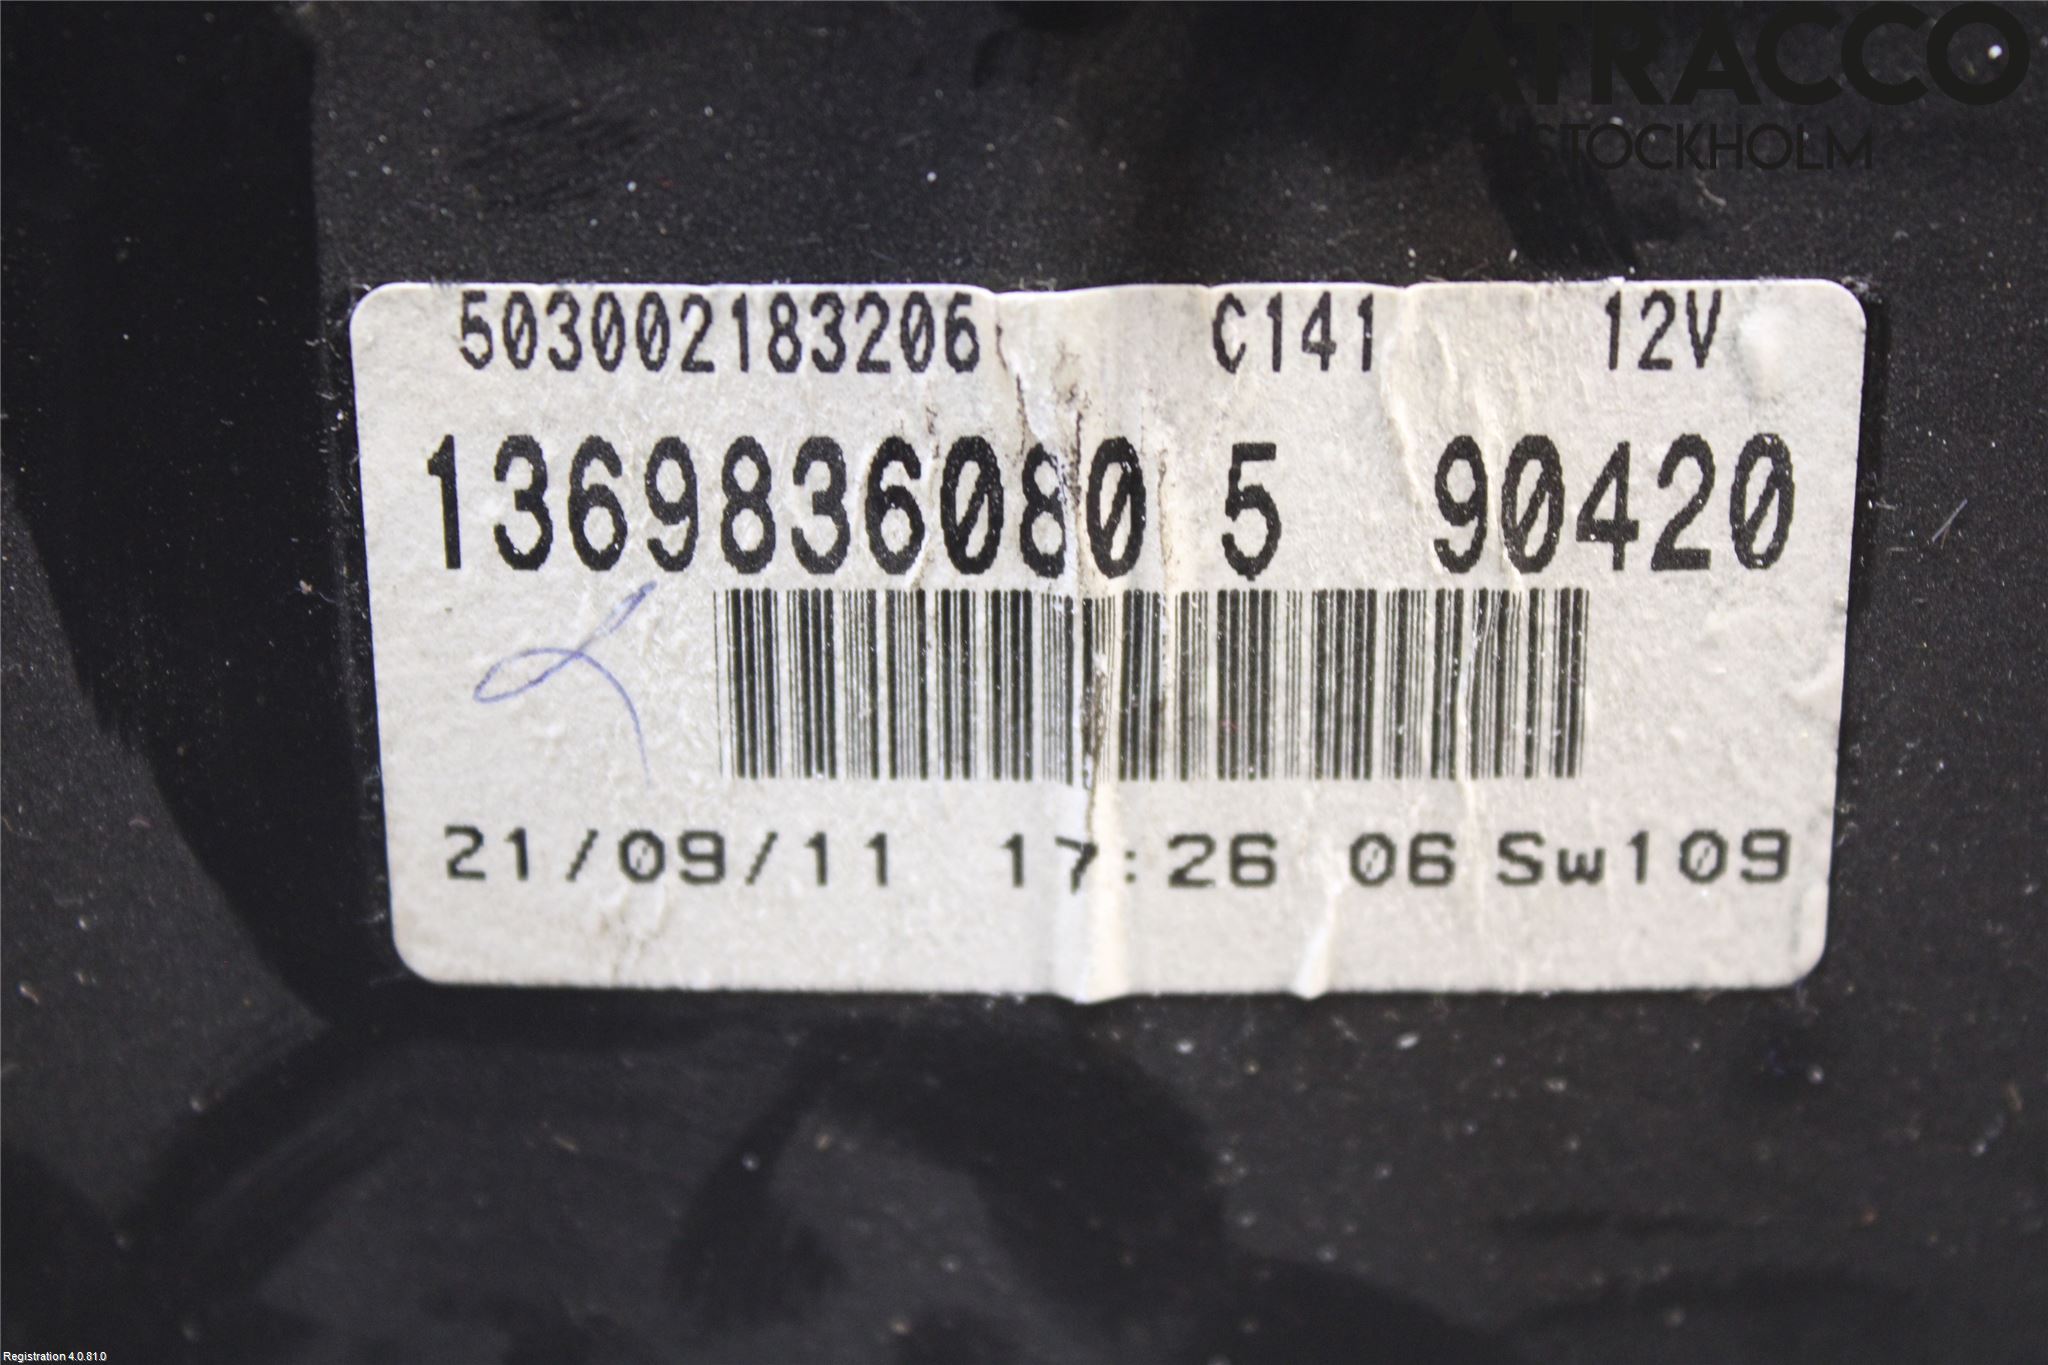 ATRACCO
STOCKHOLM
503002183206 C141 12V
1369836080 5 90420
21/09/11 17:26 06 Sw109
Registration 4.0.81.0